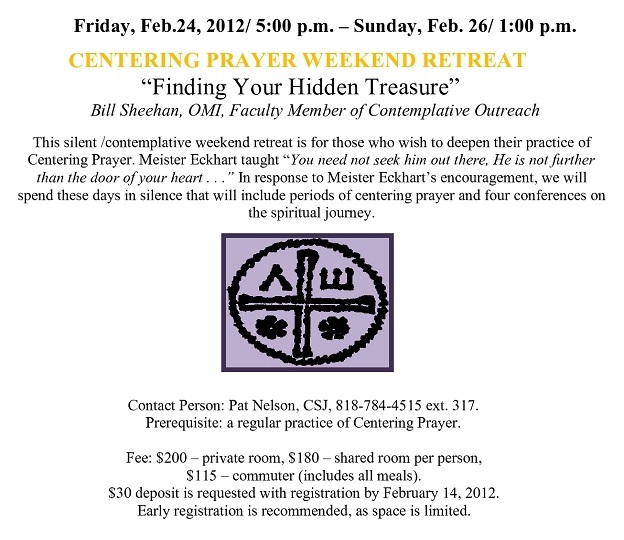 Friday, Feb.24, 2012/ 5:00 p.m. – Sunday, Feb. 26/ 1:00 p.m.
CENTERING PRAYER WEEKEND RETREAT
“Finding Your Hidden Treasure”
Bill Sheehan, OMI, Faculty Member of Contemplative Outreach
This silent /contemplative weekend retreat is for those who wish to deepen their practice of
Centering Prayer. Meister Eckhart taught “You need not seek him out there, He is not further
than the door of your heart . . .” In response to Meister Eckhart’s encouragement, we will
spend these days in silence that will include periods of centering prayer and four conferences on
the spiritual journey.
Contact Person: Pat Nelson, CSJ, 818-784-4515 ext. 317.
Prerequisite: a regular practice of Centering Prayer.
Fee: $200 – private room, $180 – shared room per person,
$115 – commuter (includes all meals).
$30 deposit is requested with registration by February 14, 2012.
Early registration is recommended, as space is limited.